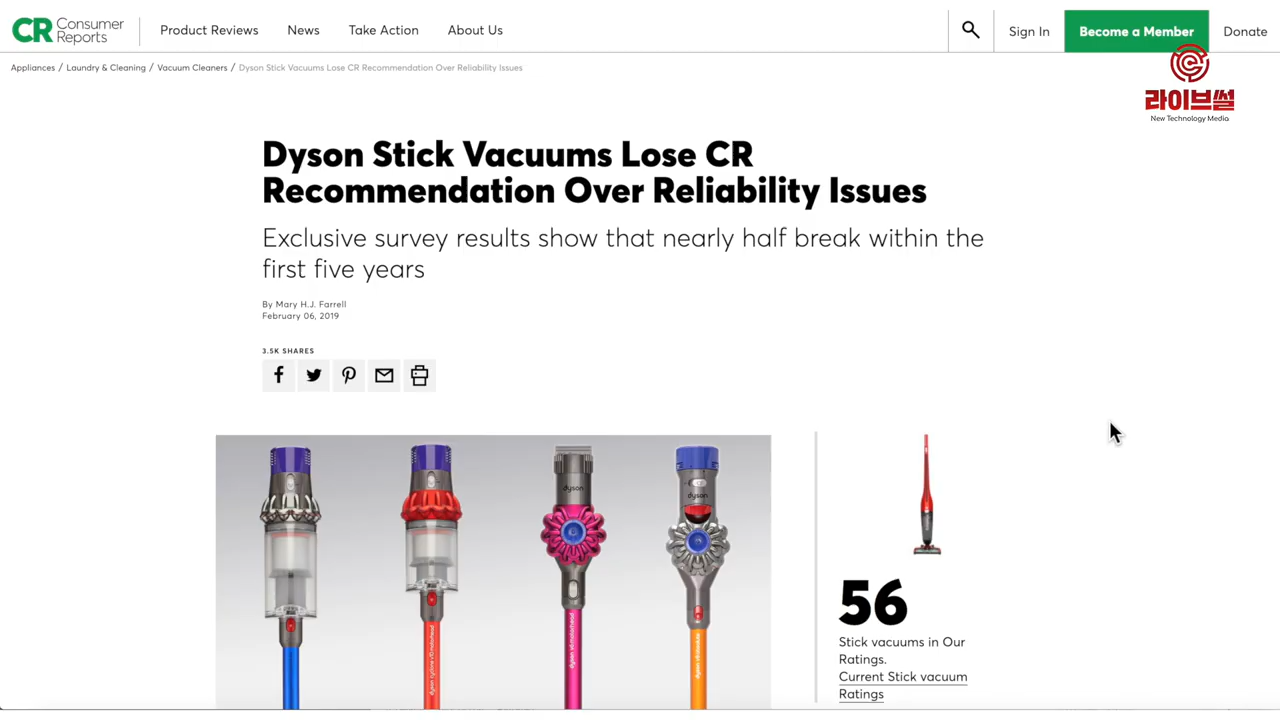 CR Consumer Reports
Product Reviews
News
Take Action
About Us
Sign In
Become a Member
Donate
Appliances / Laundry & Cleaning / Vacuum Cleaners / Dyson Stick Vacuums Lose CR Recommendation Over Reliability Issues
라이브썰
New Technology Media
Dyson Stick Vacuums Lose CR
Recommendation Over Reliability Issues
Exclusive survey results show that nearly half break within the
first five years
By Mary H.J. Farrell
February 06, 2019
3.5K SHARES
dyson
dyson
56
Stick vacuums in Our
Ratings.
Current Stick vacuum
Ratings